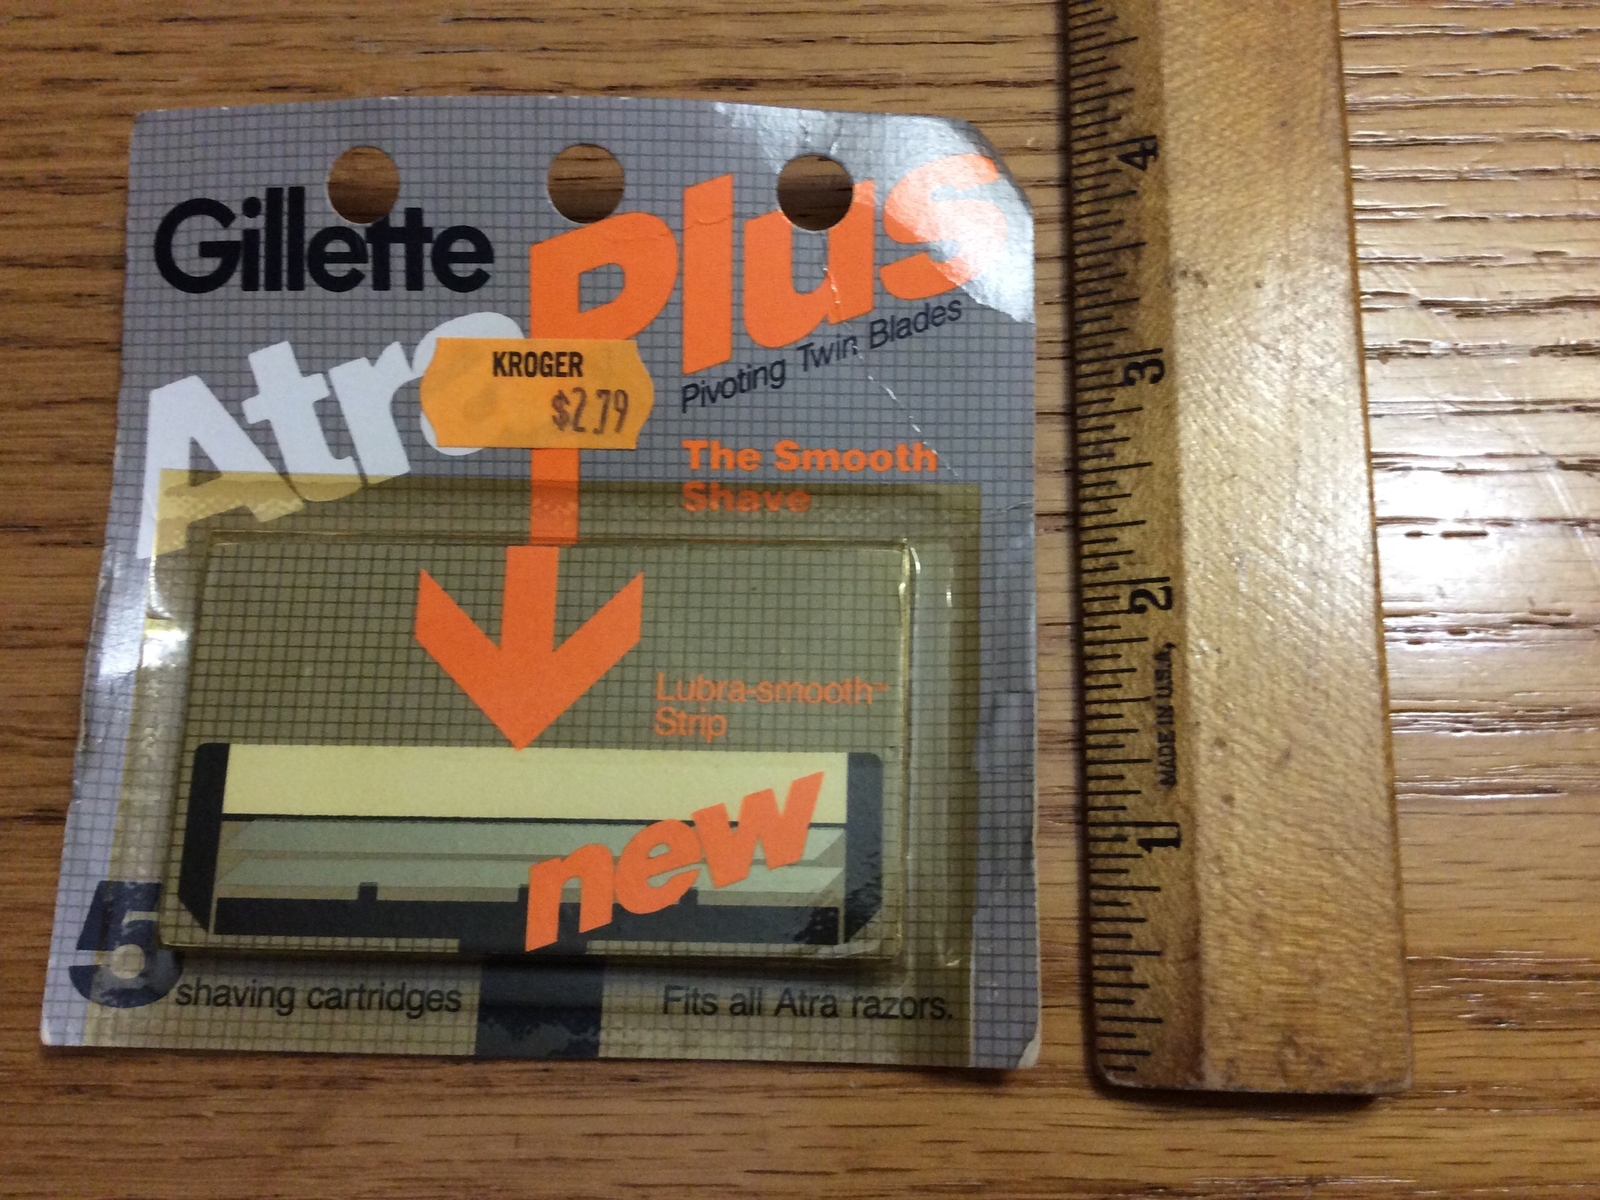 Gillette
Atra Plus
Pivoting Twin Blades
KROGER
$2.79
The Smooth
Shave
Lubra-smooth™
Strip
new
5 shaving cartridges
Fits all Atra razors.
4
3
2
1
MADE IN U.S.A.